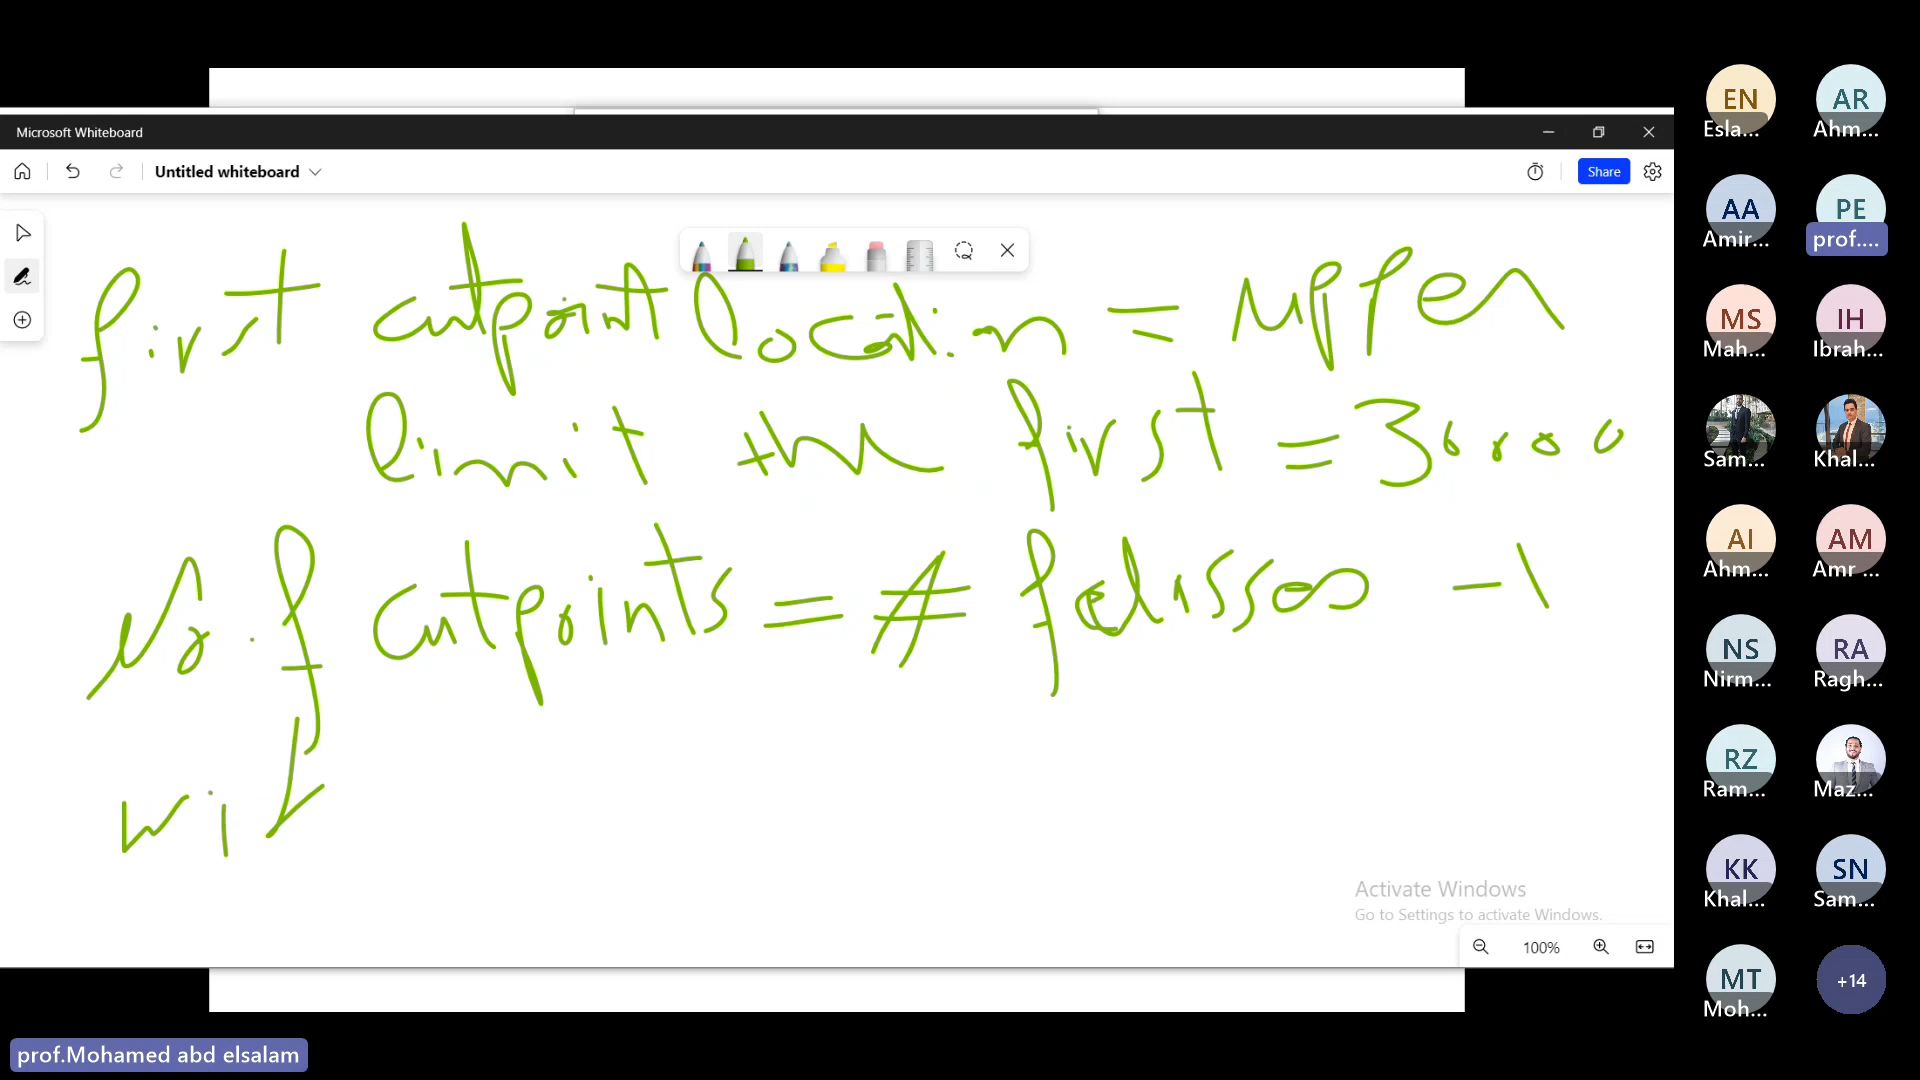 EN
AR
Esla...
Ahm...
Microsoft Whiteboard
Untitled whiteboard
Share
AA
PE
Amir...
prof....
first cutpoint location = upper
limit the first = 30000
MS
IH
Mah...
Ibrah...
Sam...
Khal...
No. of cutpoints = # of classes - 1
AI
AM
Ahm...
Amr ...
NS
RA
Nirm...
Ragh...
RZ
Ram...
Maz...
wi
KK
SN
Khal...
Sam...
Activate Windows
Go to Settings to activate Windows.
100%
MT
+14
Moh...
prof.Mohamed abd elsalam